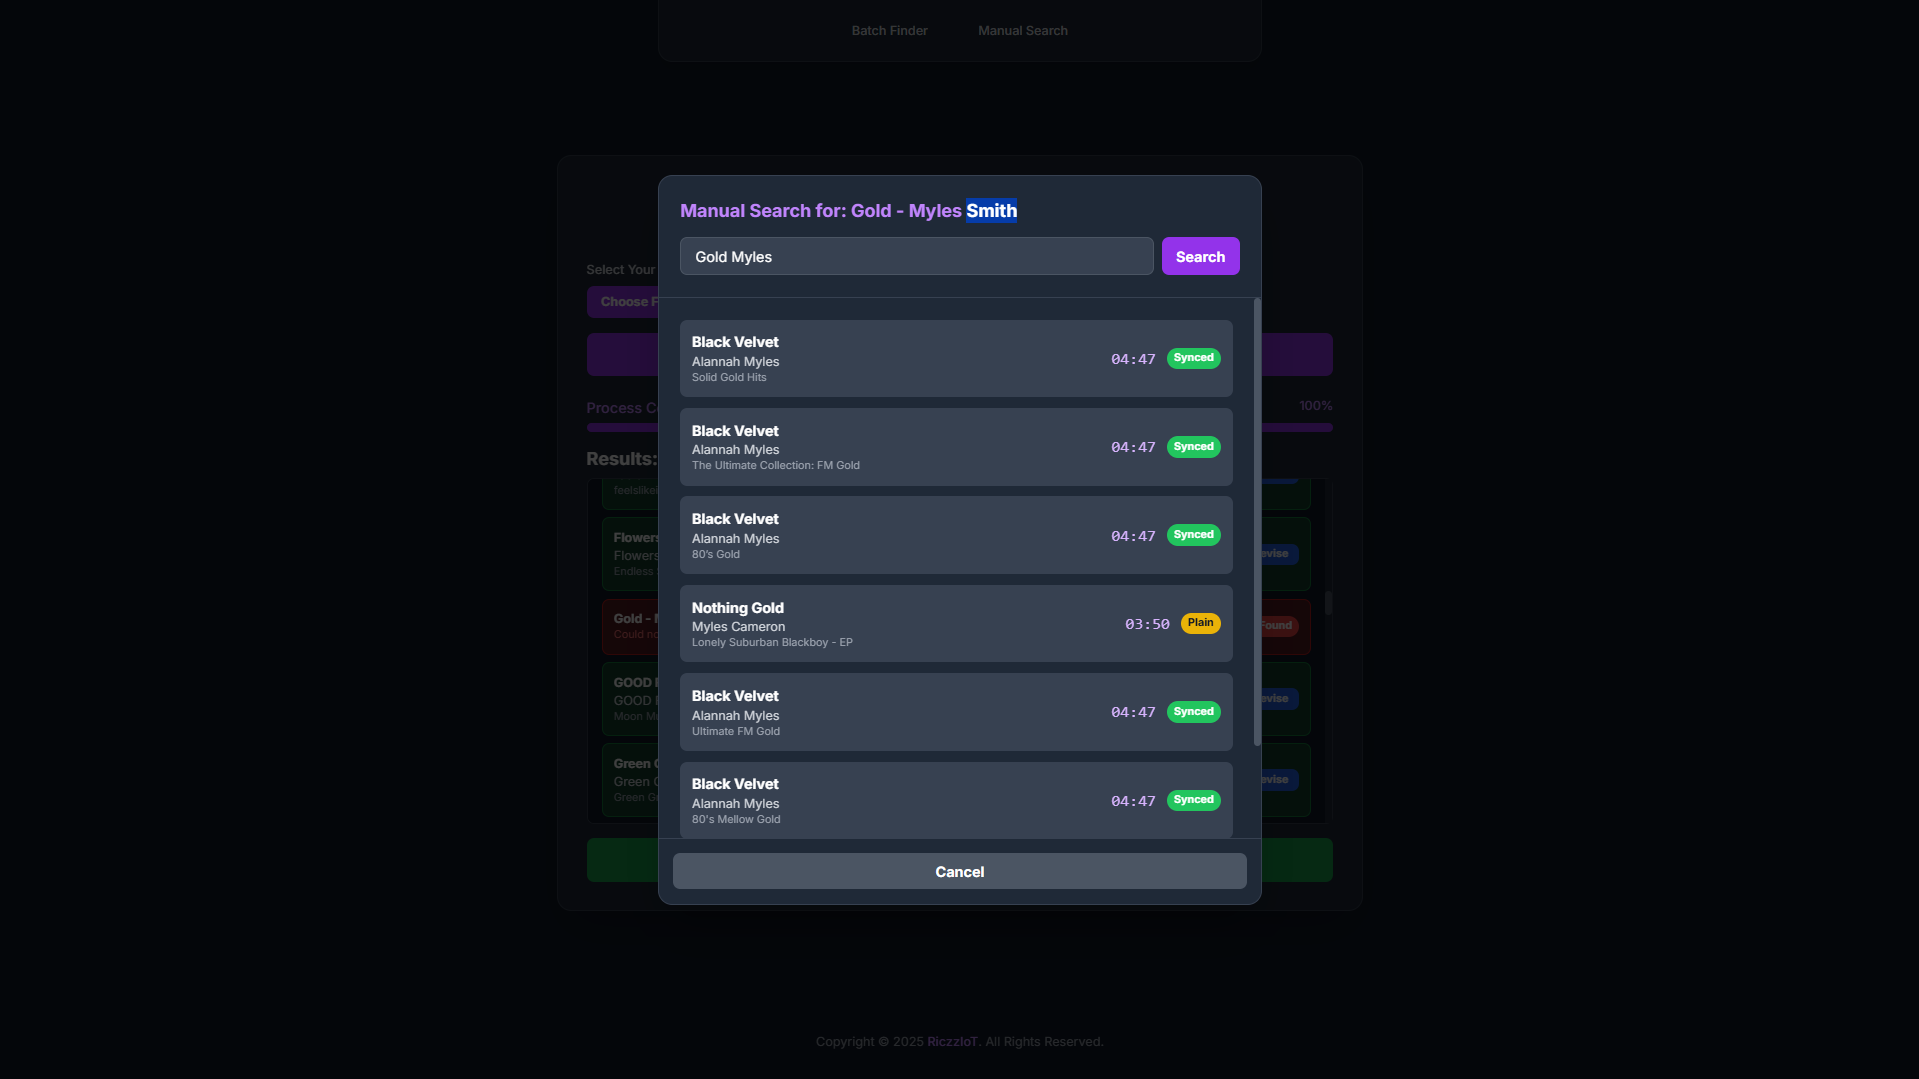 Batch Finder Manual Search
Manual Search for: Gold - Myles Smith
Gold Myles Search
Select Your
Choose F
Process C
100%
Results:
Black Velvet
Alannah Myles
Solid Gold Hits
04:47 Synced
Black Velvet
Alannah Myles
The Ultimate Collection: FM Gold
04:47 Synced
Black Velvet
Alannah Myles
80's Gold
04:47 Synced
Nothing Gold
Myles Cameron
Lonely Suburban Blackboy - EP
03:50 Plain
Black Velvet
Alannah Myles
Ultimate FM Gold
04:47 Synced
Black Velvet
Alannah Myles
80's Mellow Gold
04:47 Synced
feelslikei
Flowers
Flowers
Endless
evise
Gold -
Could no
Found
GOOD
GOOD
Moon M
evise
Green
Green
Green G
evise
Cancel
Copyright © 2025 RiczzIoT. All Rights Reserved.